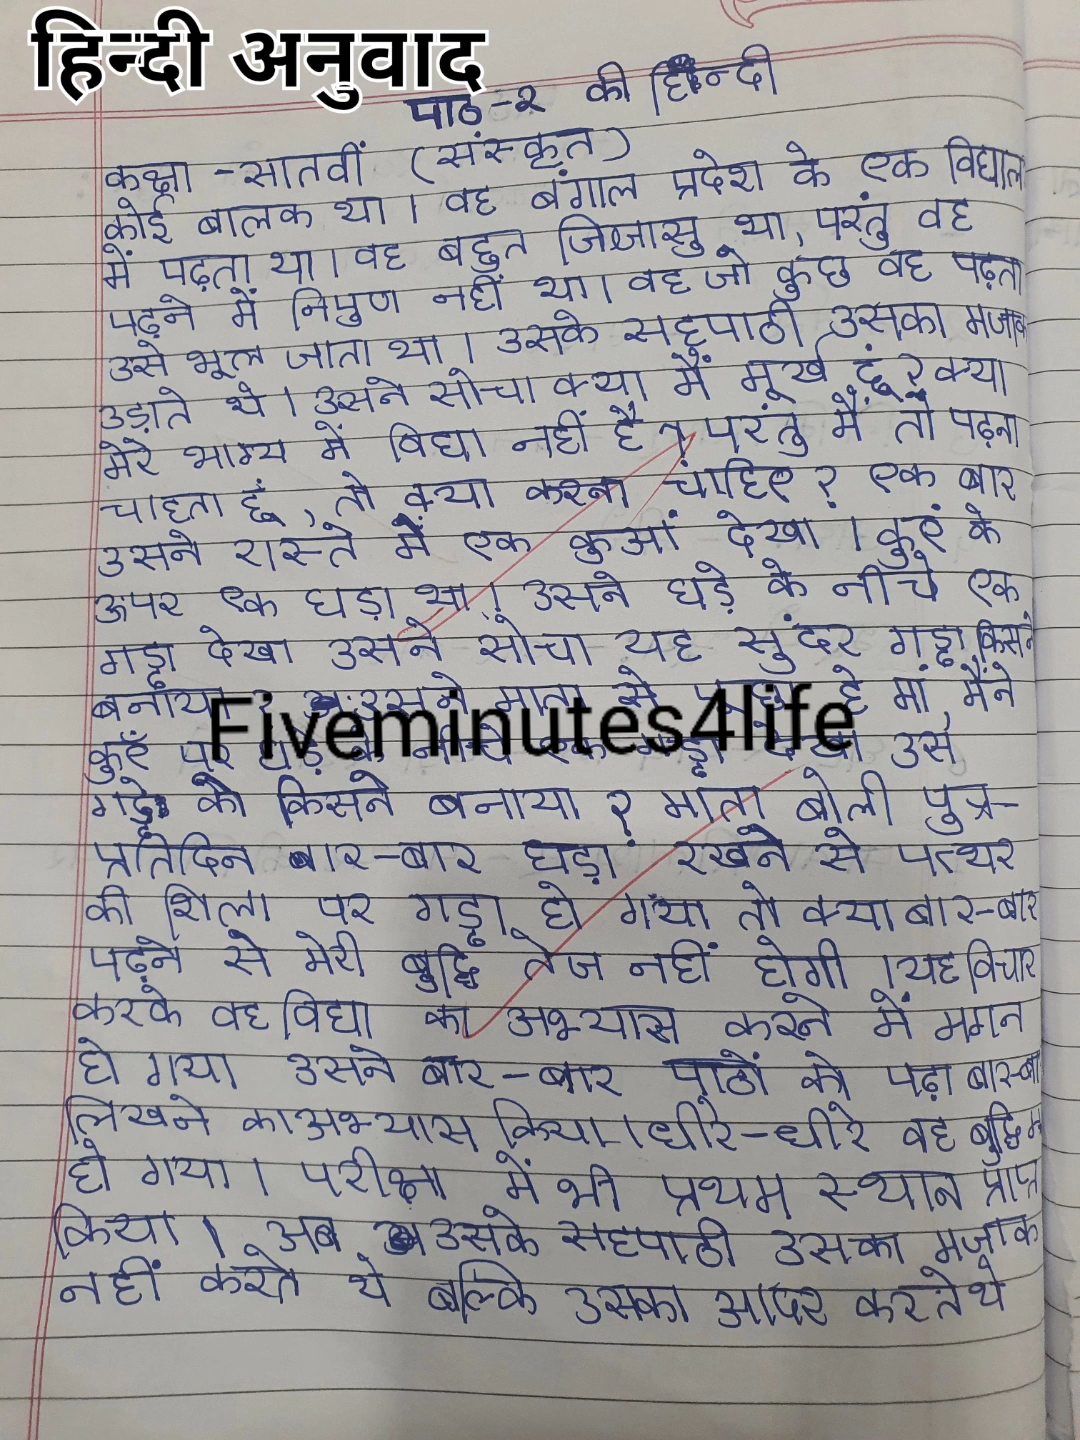 हिन्दी अनुवाद
पाठ-२ की हिन्दी
कक्षा -सातवीं (संस्कृत)
कोई बालक था। वह बंगाल प्रदेश के एक विद्याल
में पढ़ता था। वह बहुत जिज्ञासु था, परंतु वह
पढ़ने में निपुण नहीं था। वह जो कुछ वह पढ़ता
उसे भूल जाता था। उसके सहपाठी उसका मजाक
उड़ाते थे। उसने सोचा क्या मैं मूर्ख हूं? क्या
मेरे भाग्य में विद्या नहीं है? परंतु मैं तो पढ़ना
चाहता हूं, तो क्या करना चाहिए? एक बार
उसने रास्ते में एक कुआं देखा। कुएं के
ऊपर एक घड़ा था। उसने घड़े के नीचे एक
गड्ढा देखा उसने सोचा यह सुंदर गड्ढा किसने
बनाया? उसने माता से हे मां, मैंने
Fiveminutes4life
कुएँ पर उस
गड्ढे को किसने बनाया? माता बोली पुत्र-
प्रतिदिन बार-बार घड़ा रखने से पत्थर
की शिला पर गड्ढा हो गया तो क्या बार-बार
पढ़ने से मेरी बुद्धि तेज नहीं होगी। यह विचार
करके वह विद्या का अभ्यास करने में मगन
हो गया उसने बार-बार पाठों को पढ़ा बार-बा
लिखने का अभ्यास किया। धीरे-धीरे वह बुद्धिम
हो गया। परीक्षा में भी प्रथम स्थान प्राप्त
किया। अब उसके सहपाठी उसका मज़ाक
नहीं करते थे बल्कि उसका आदर करते थे